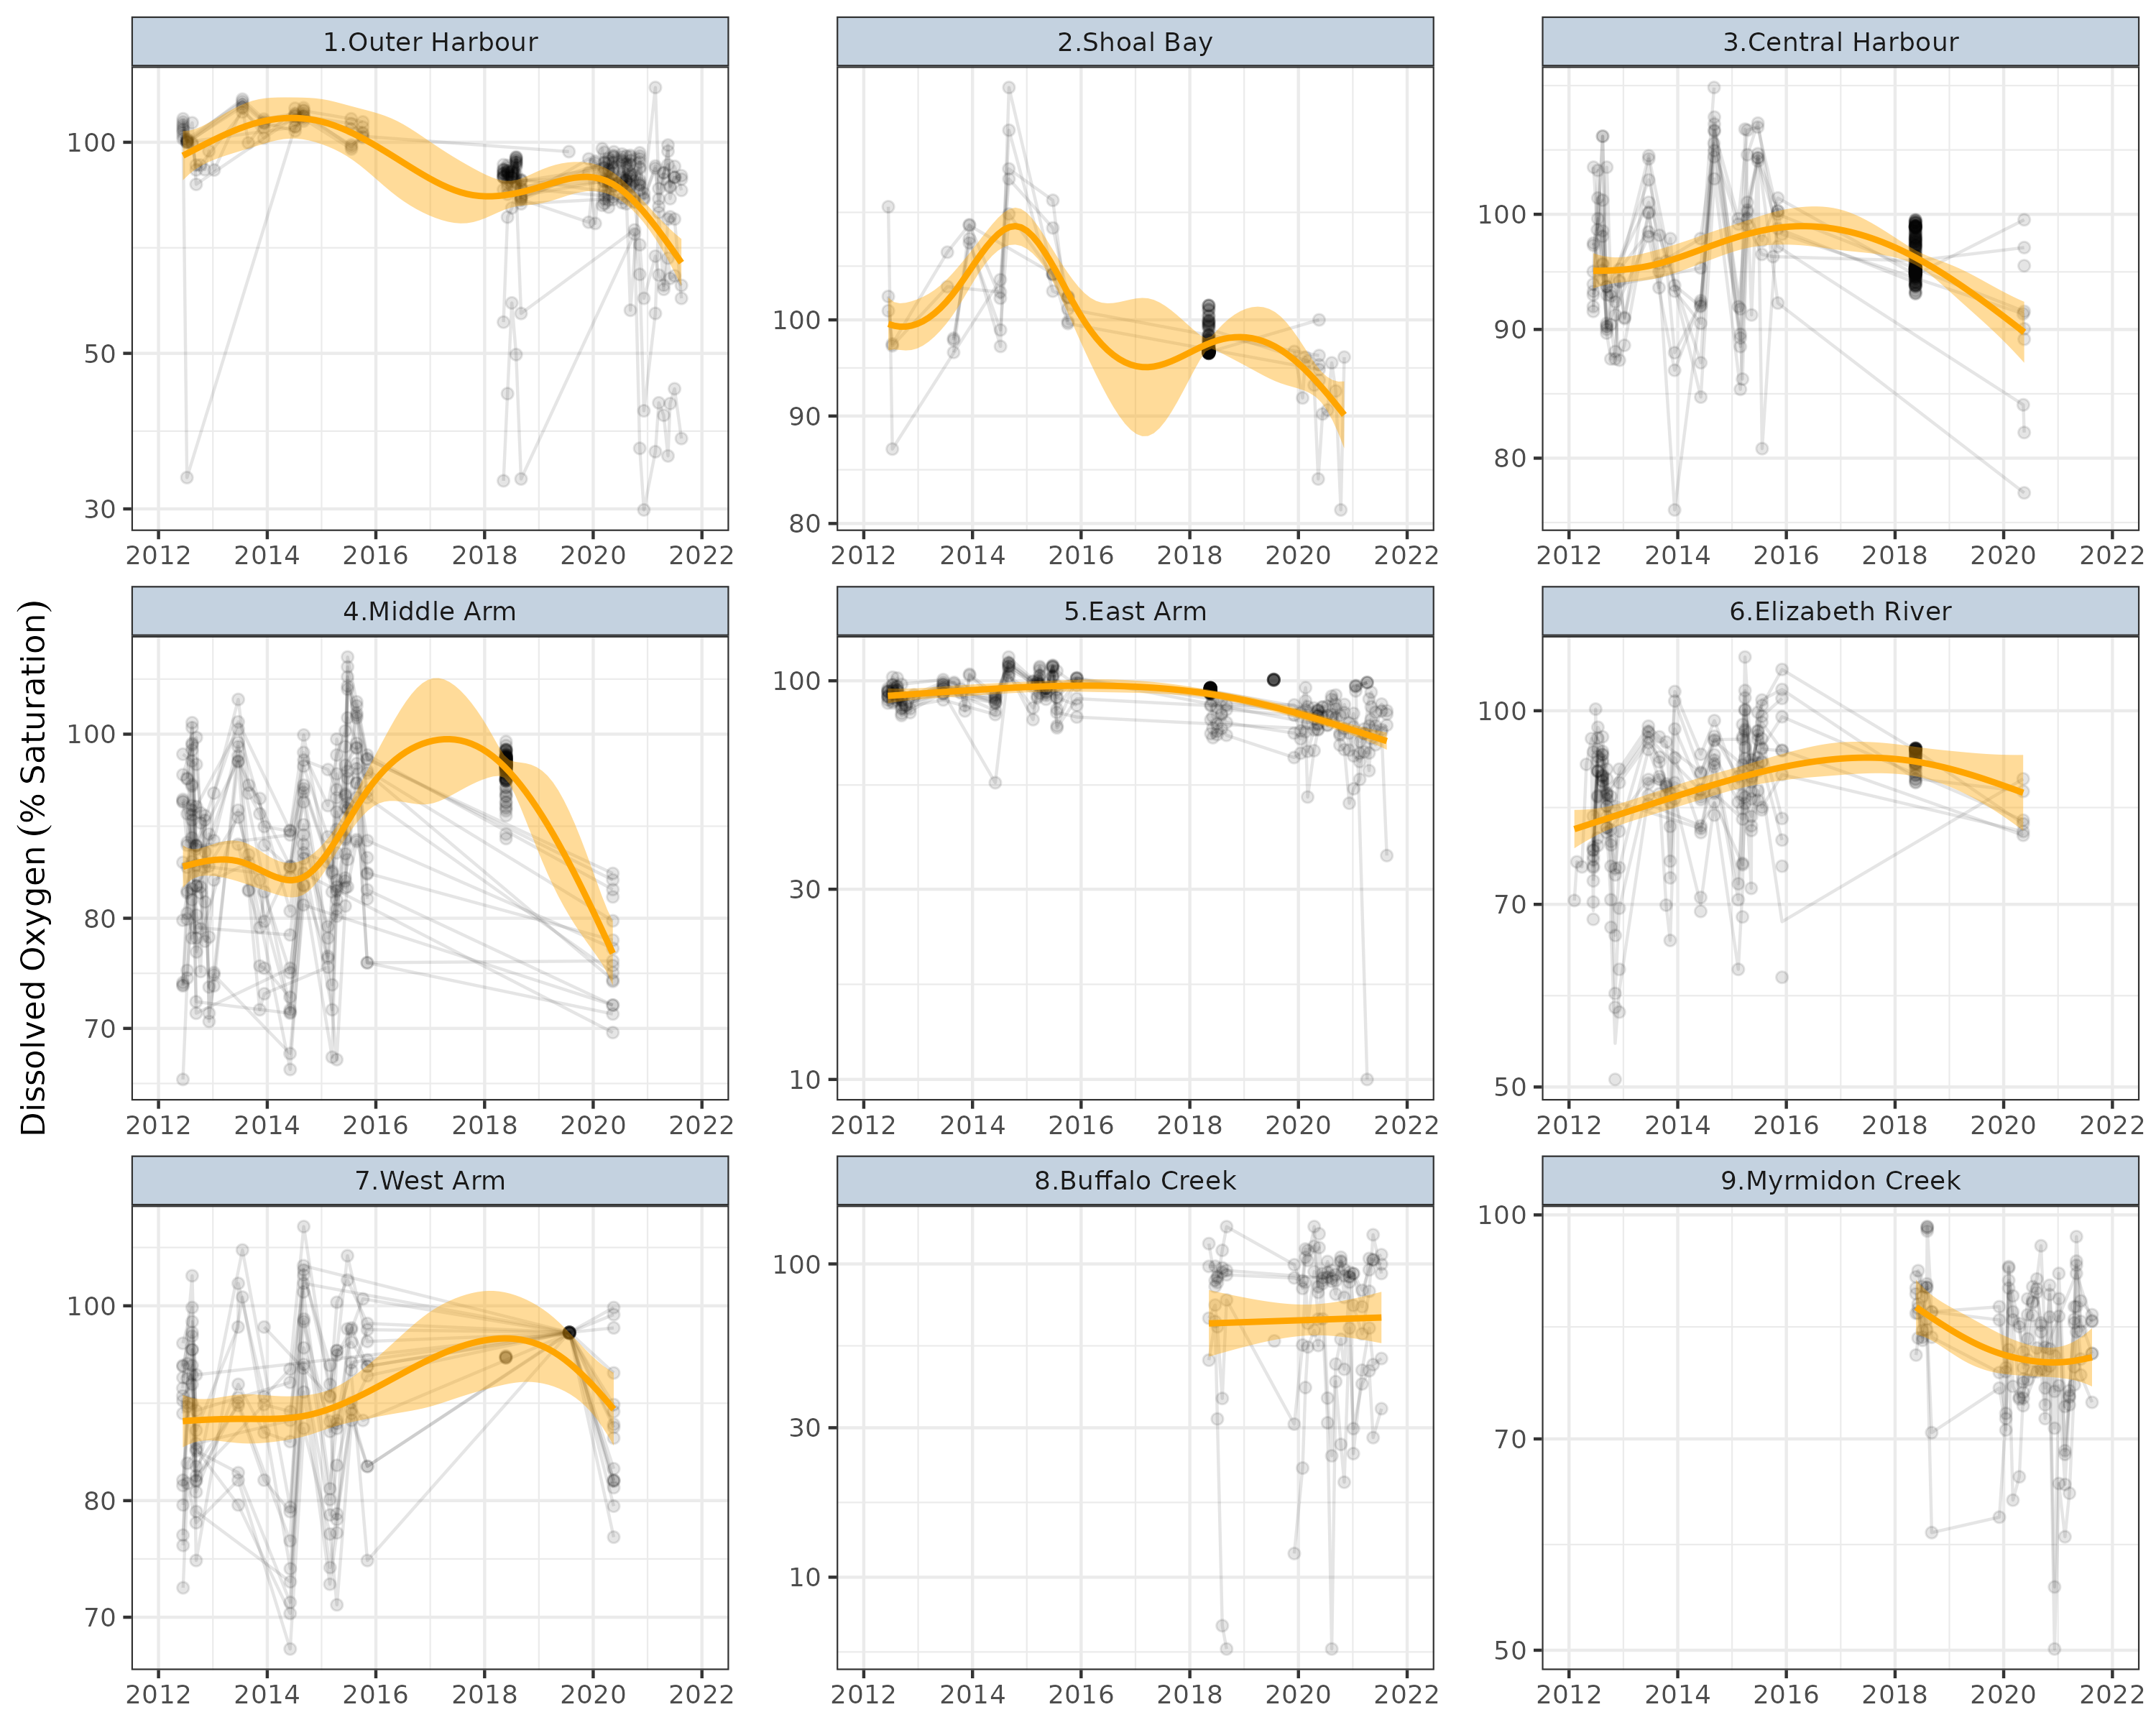 1.Outer Harbour
2.Shoal Bay
3.Central Harbour
100
50
30
100
90
80
100
90
80
2012 2014 2016 2018 2020 2022
2012 2014 2016 2018 2020 2022
2012 2014 2016 2018 2020 2022
Dissolved Oxygen (% Saturation)
4.Middle Arm
5.East Arm
6.Elizabeth River
100
80
70
100
30
10
100
70
50
2012 2014 2016 2018 2020 2022
2012 2014 2016 2018 2020 2022
2012 2014 2016 2018 2020 2022
7.West Arm
8.Buffalo Creek
9.Myrmidon Creek
100
80
70
100
30
10
100
70
50
2012 2014 2016 2018 2020 2022
2012 2014 2016 2018 2020 2022
2012 2014 2016 2018 2020 2022